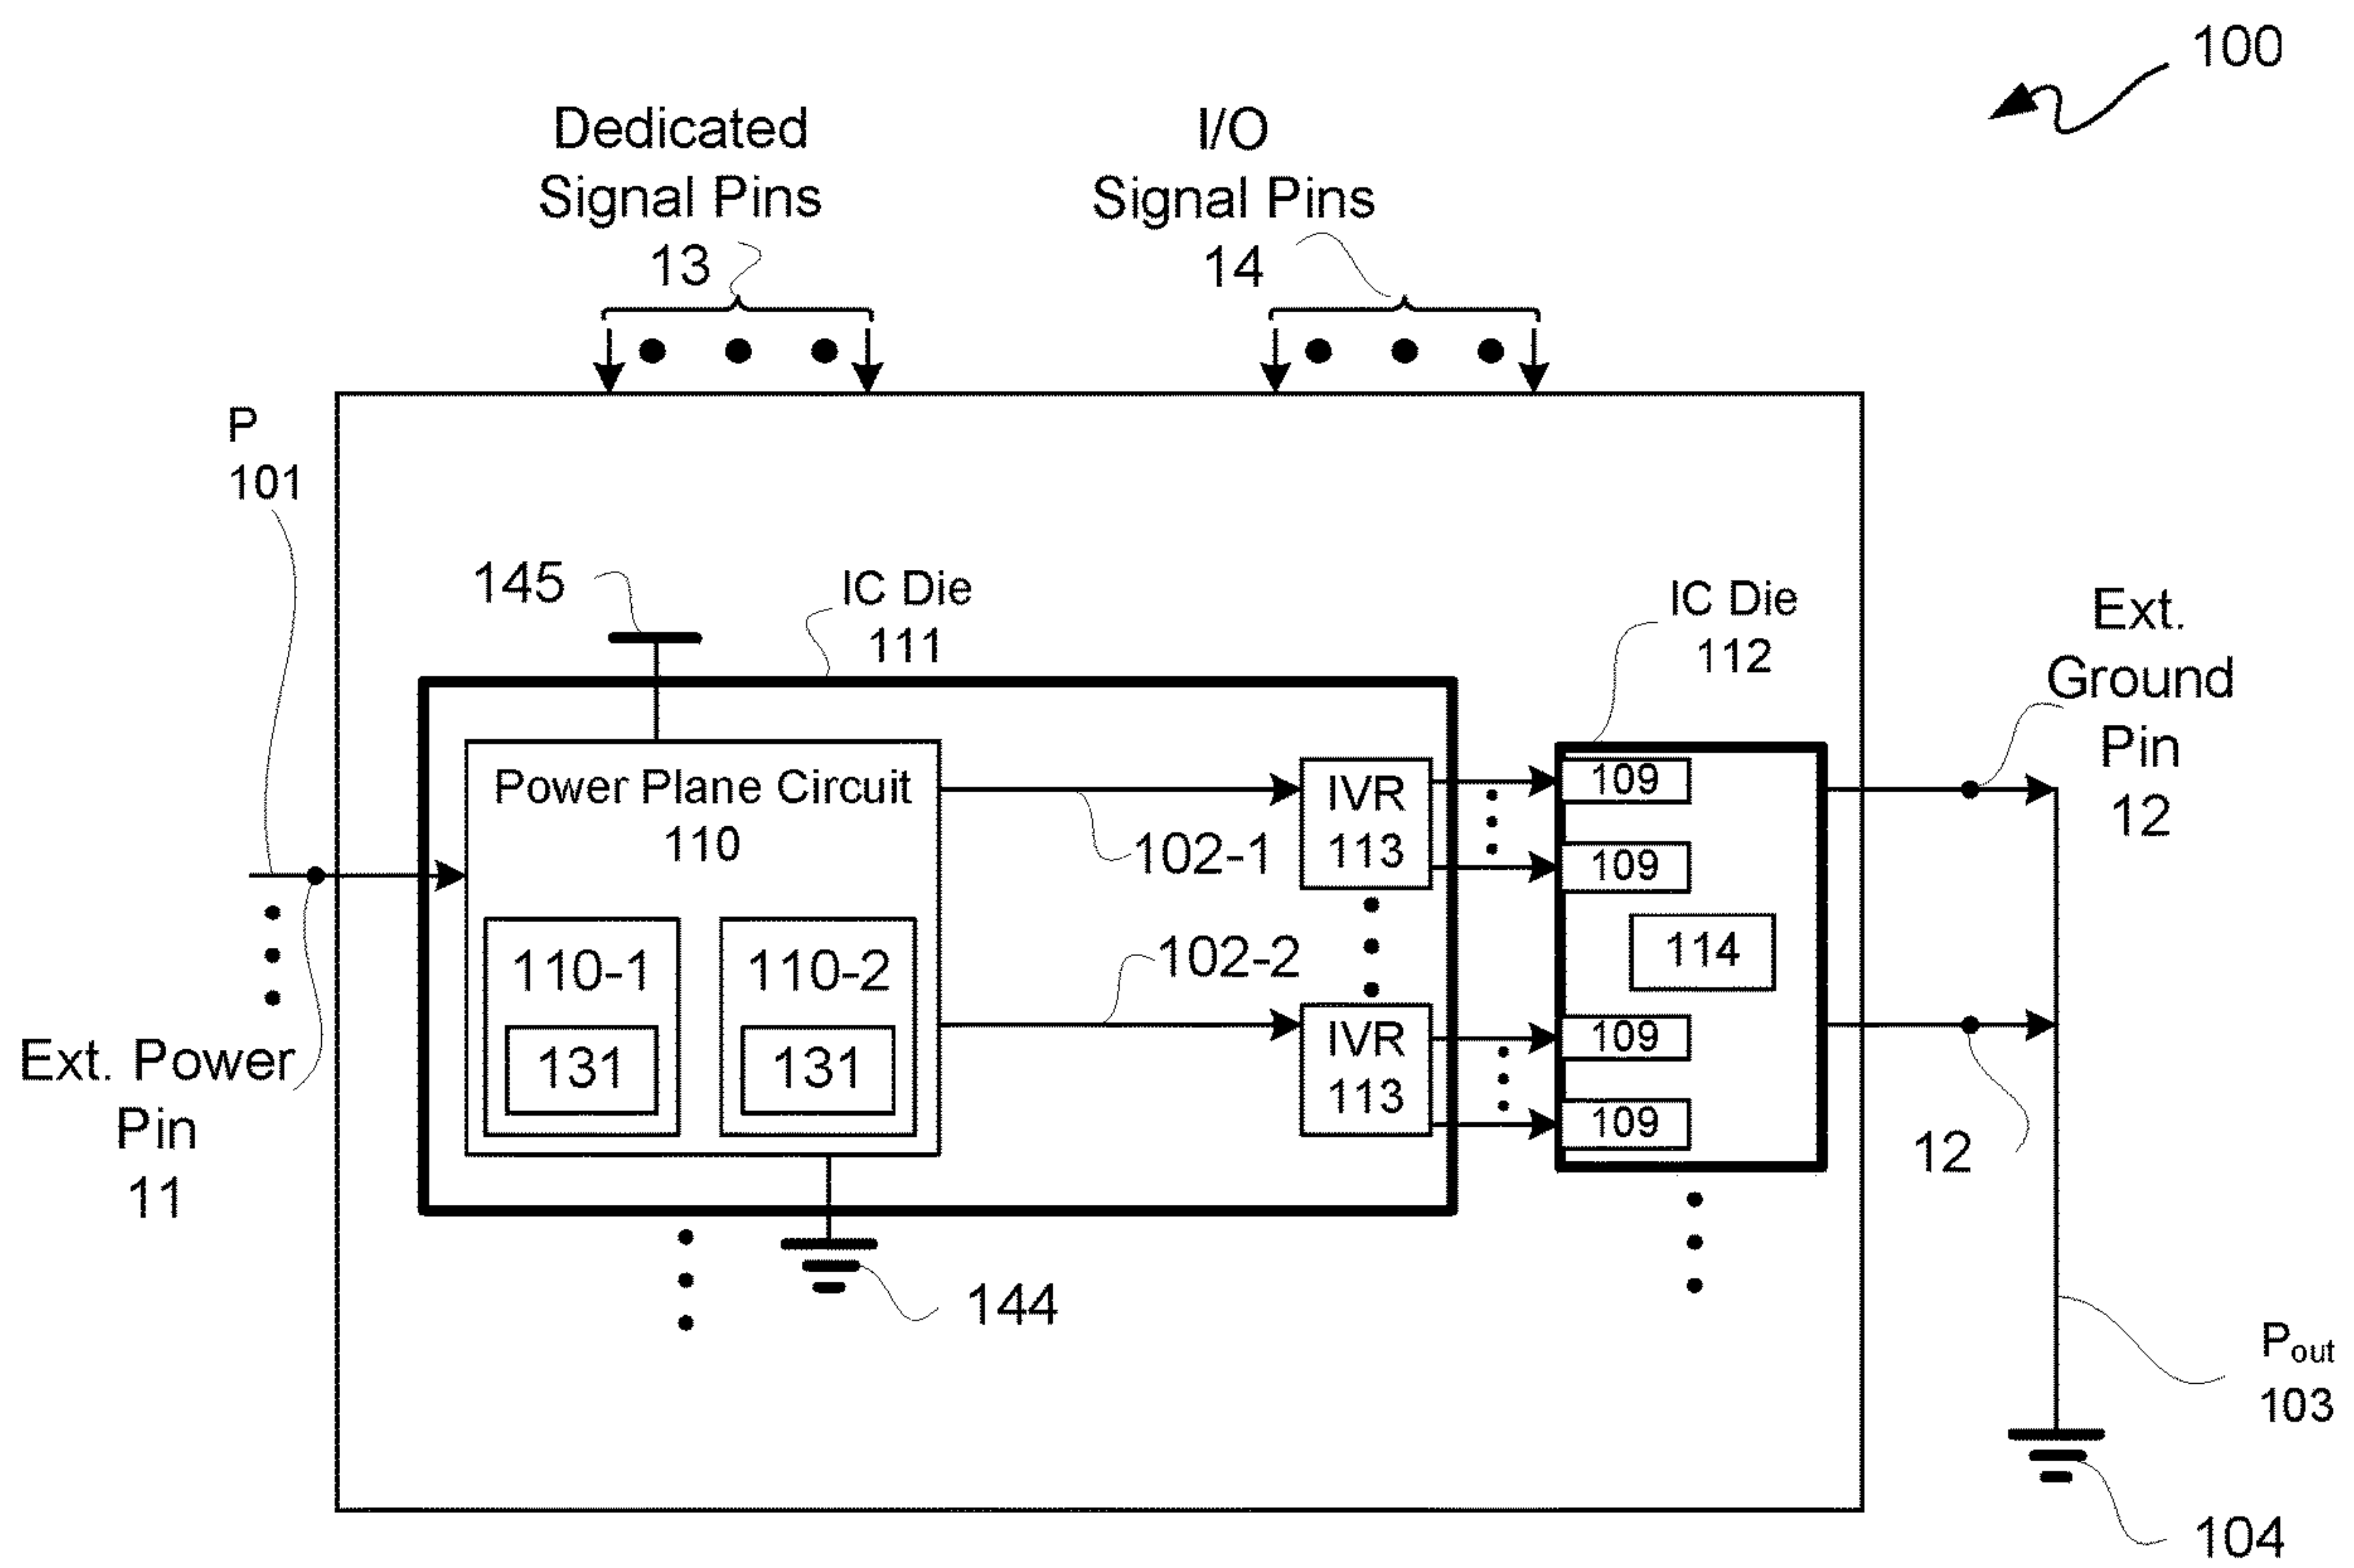 100
Dedicated
Signal Pins
13
I/O
Signal Pins
14
P
101
145
IC Die
111
IC Die
112
Ext.
Ground
Pin
12
Power Plane Circuit
110
110-1
131
110-2
131
102-1
102-2
IVR
113
IVR
113
109
109
114
109
109
Ext. Power
Pin
11
12
144
Pout
103
104